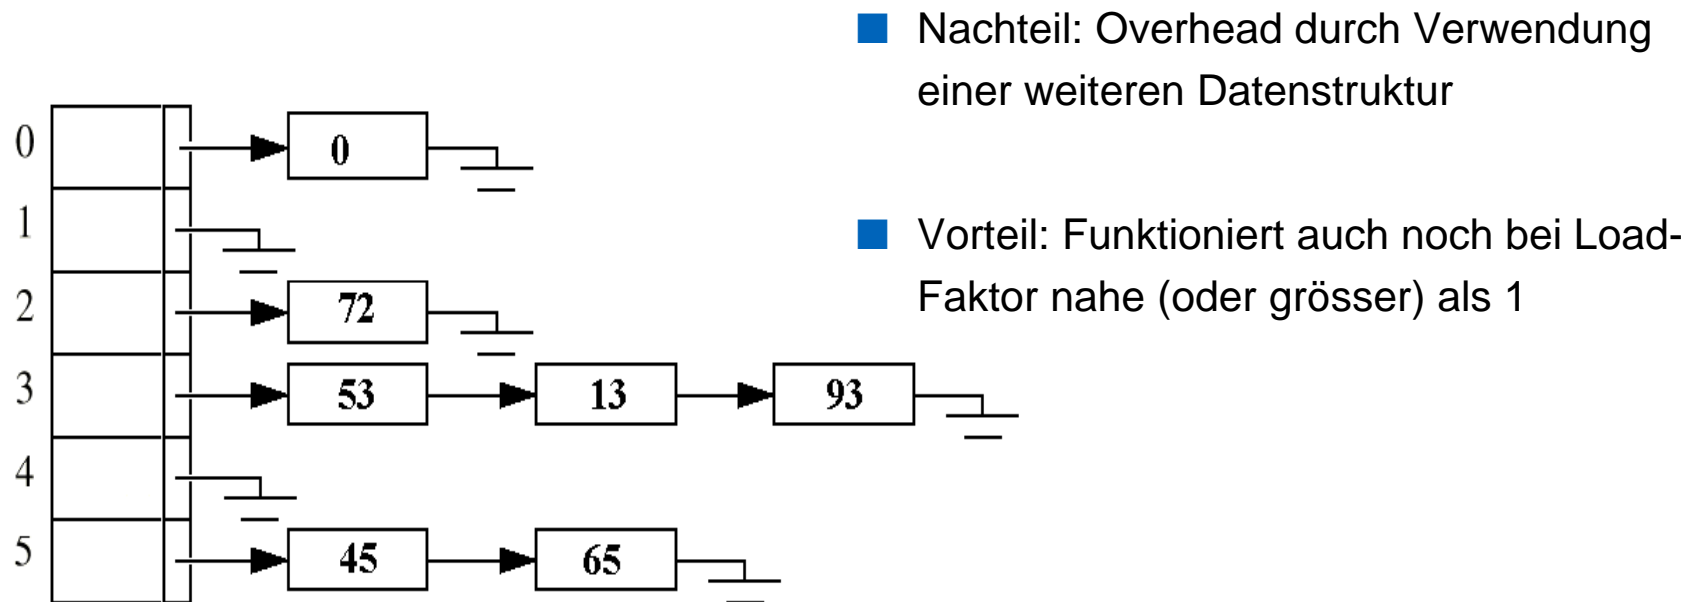 Nachteil: Overhead durch Verwendung
einer weiteren Datenstruktur
Vorteil: Funktioniert auch noch bei Load-
Faktor nahe (oder grösser) als 1
0 0
1
2 72
3 53 13 93
4
5 45 65